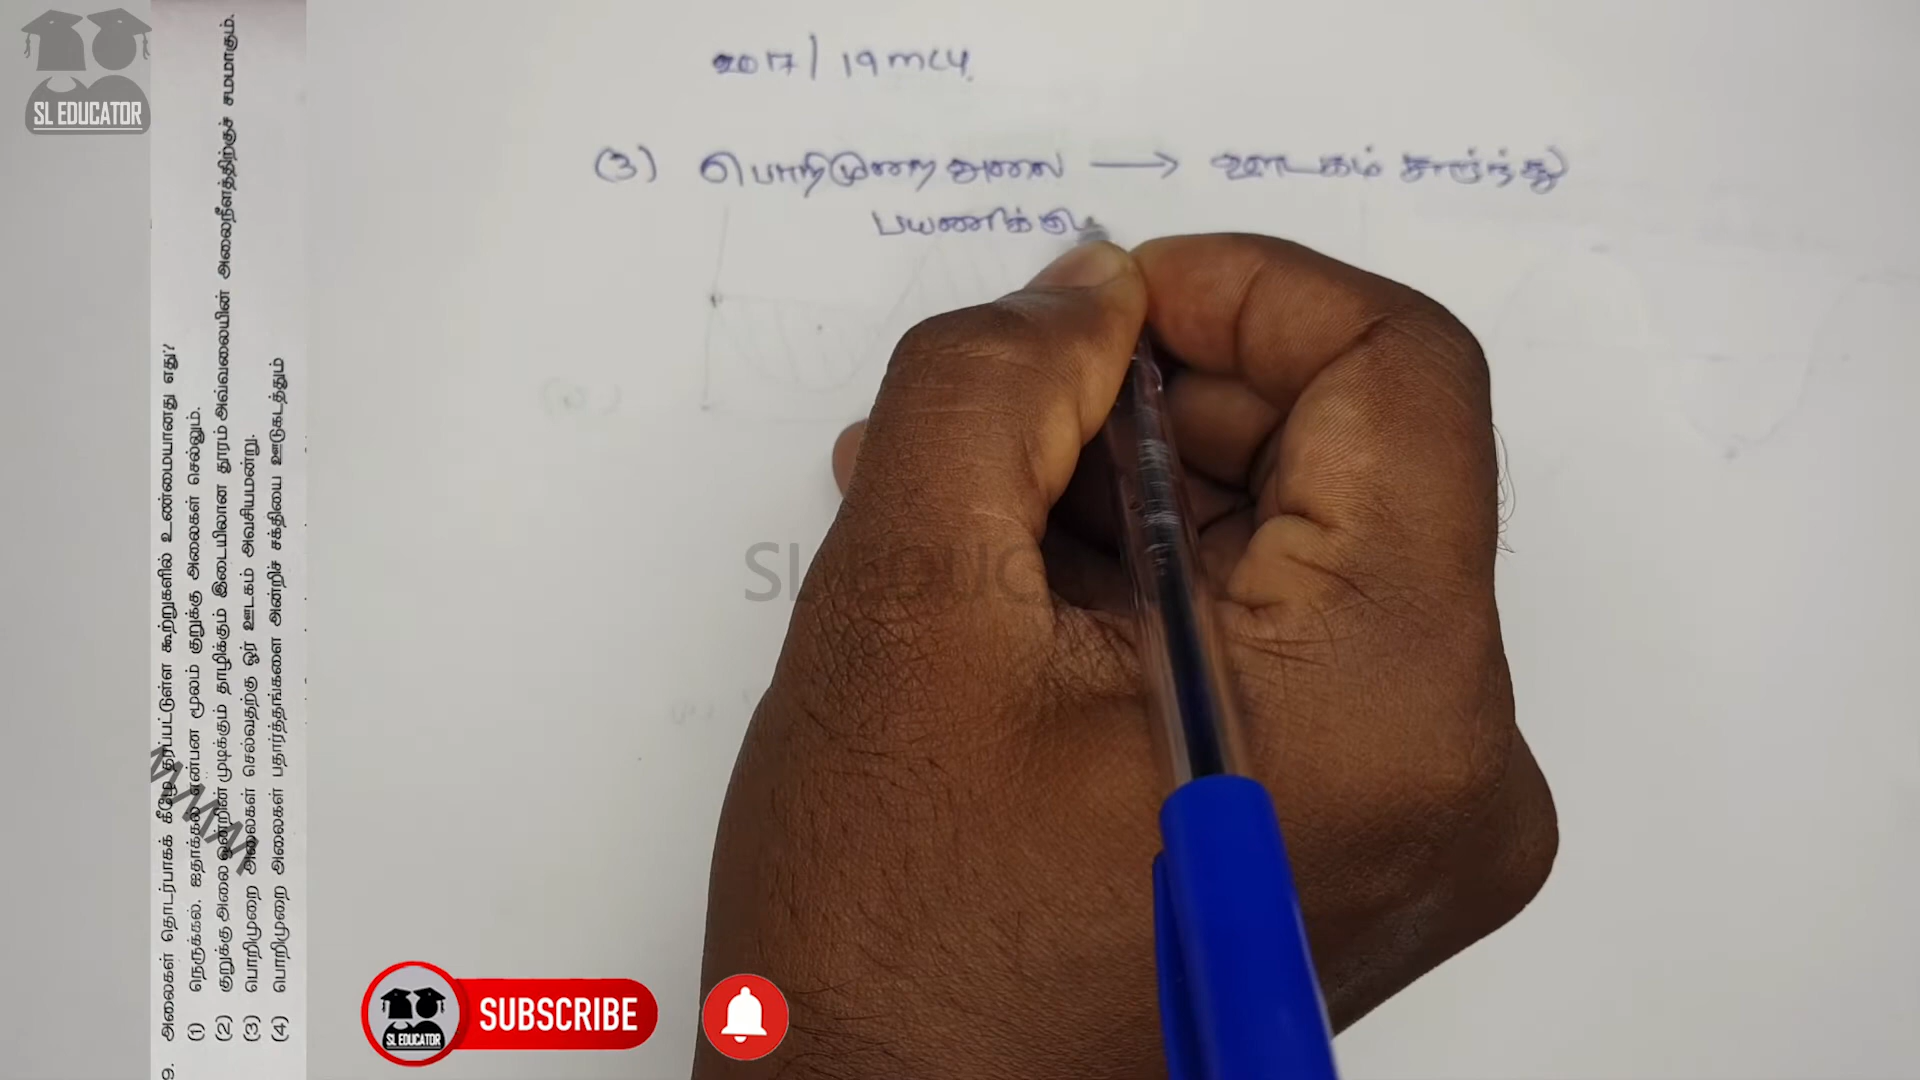 SL EDUCATOR
2017 / 19 MCQ
(3) பொறிமுறை அலை → ஊடகம் சார்ந்து
பயணிக்கும்
9. அலைகள் தொடர்பாகக் கீழே தரப்பட்டுள்ள கூற்றுகளில் உண்மையானது எது?
(1) நெருக்கல், ஐதாக்கல் என்பன மூலம் குறுக்கு அலைகள் செல்லும்.
(2) குறுக்கு அலை ஒன்றின் முடிக்கும் தாழிக்கும் இடையிலான தூரம் அவ்வலையின் அலைநீளத்திற்குச் சமமாகும்.
(3) பொறிமுறை அலைகள் செல்வதற்கு ஓர் ஊடகம் அவசியமன்று.
(4) பொறிமுறை அலைகள் பதார்த்தங்களை அன்றிச் சக்தியை ஊடுகடத்தும்
SL EDUC
SL EDUCATOR
SUBSCRIBE